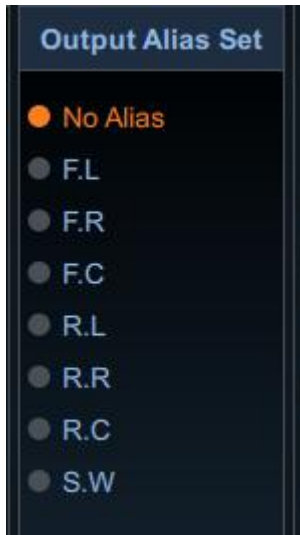 Output Alias Set
No Alias
F.L
F.R
F.C
R.L
R.R
R.C
S.W